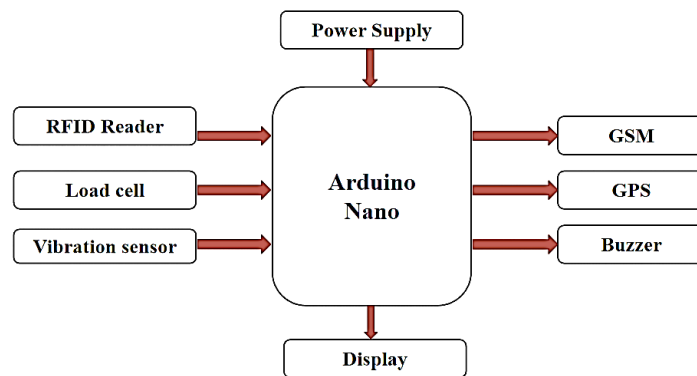 Power Supply
RFID Reader
Load cell
Vibration sensor
Arduino
Nano
GSM
GPS
Buzzer
Display